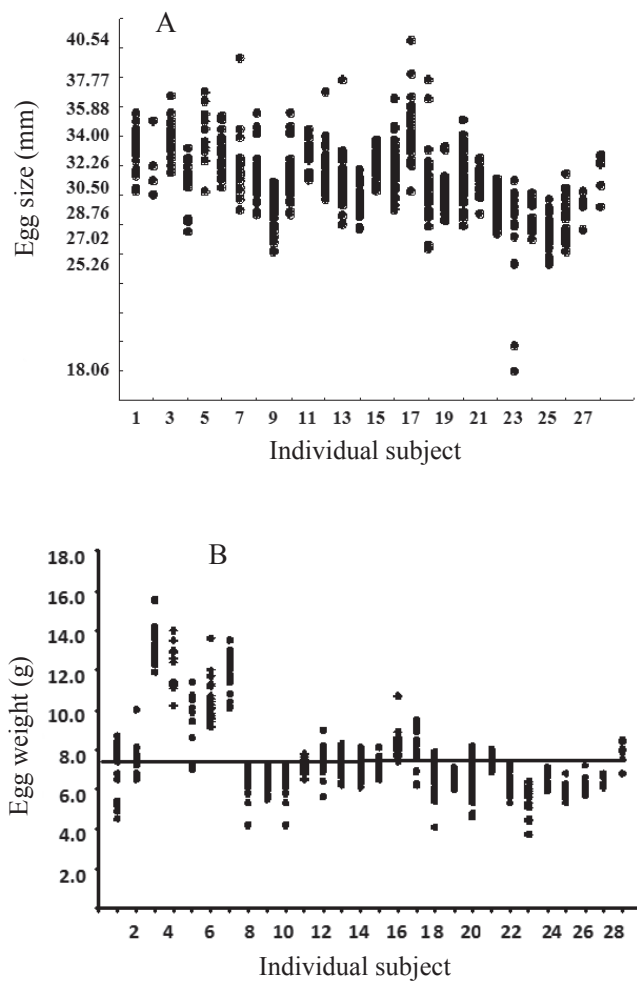 A
40.54
37.77
35.88
34.00
32.26
30.50
28.76
27.02
25.26
18.06
Egg size (mm)
1 3 5 7 9 11 13 15 17 19 21 23 25 27
Individual subject
B
18.0
16.0
14.0
12.0
10.0
8.0
6.0
4.0
2.0
Egg weight (g)
2 4 6 8 10 12 14 16 18 20 22 24 26 28
Individual subject